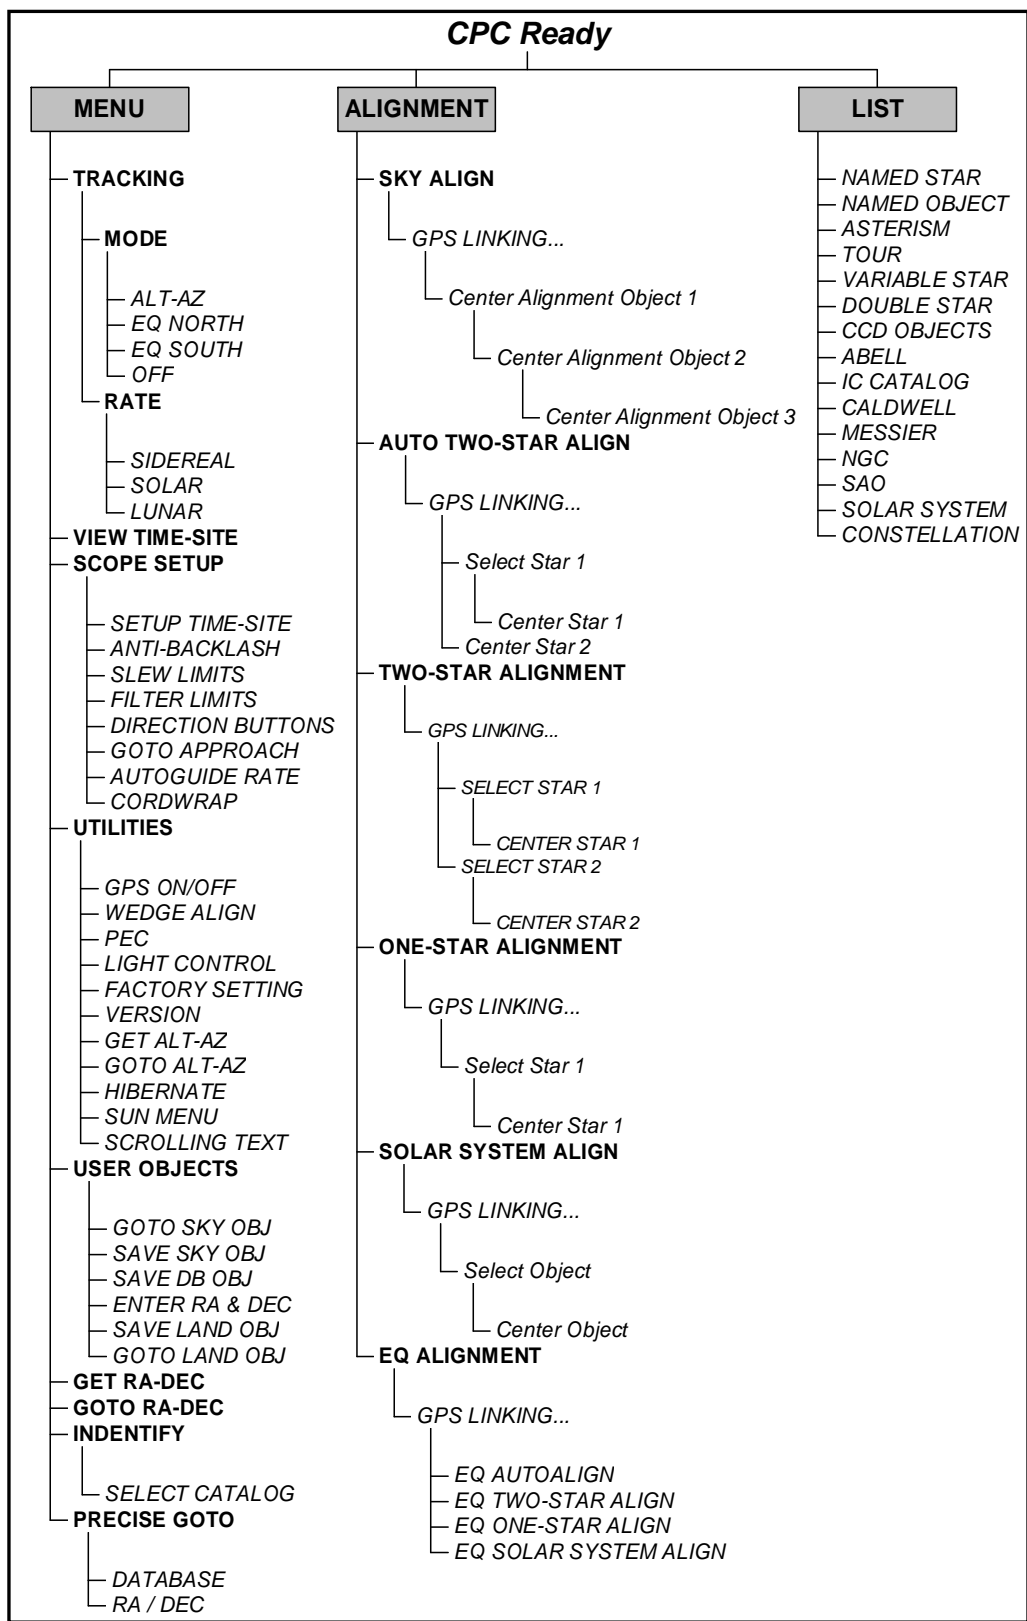 CPC Ready
MENU
TRACKING
MODE
ALT-AZ
EQ NORTH
EQ SOUTH
OFF
RATE
SIDEREAL
SOLAR
LUNAR
VIEW TIME-SITE
SCOPE SETUP
SETUP TIME-SITE
ANTI-BACKLASH
SLEW LIMITS
FILTER LIMITS
DIRECTION BUTTONS
GOTO APPROACH
AUTOGUIDE RATE
CORDWRAP
UTILITIES
GPS ON/OFF
WEDGE ALIGN
PEC
LIGHT CONTROL
FACTORY SETTING
VERSION
GET ALT-AZ
GOTO ALT-AZ
HIBERNATE
SUN MENU
SCROLLING TEXT
USER OBJECTS
GOTO SKY OBJ
SAVE SKY OBJ
SAVE DB OBJ
ENTER RA & DEC
SAVE LAND OBJ
GOTO LAND OBJ
GET RA-DEC
GOTO RA-DEC
INDENTIFY
SELECT CATALOG
PRECISE GOTO
DATABASE
RA / DEC
ALIGNMENT
SKY ALIGN
GPS LINKING...
Center Alignment Object 1
Center Alignment Object 2
Center Alignment Object 3
AUTO TWO-STAR ALIGN
GPS LINKING...
Select Star 1
Center Star 1
Center Star 2
TWO-STAR ALIGNMENT
GPS LINKING...
SELECT STAR 1
CENTER STAR 1
SELECT STAR 2
CENTER STAR 2
ONE-STAR ALIGNMENT
GPS LINKING...
Select Star 1
Center Star 1
SOLAR SYSTEM ALIGN
GPS LINKING...
Select Object
Center Object
EQ ALIGNMENT
GPS LINKING...
EQ AUTOALIGN
EQ TWO-STAR ALIGN
EQ ONE-STAR ALIGN
EQ SOLAR SYSTEM ALIGN
LIST
NAMED STAR
NAMED OBJECT
ASTERISM
TOUR
VARIABLE STAR
DOUBLE STAR
CCD OBJECTS
ABELL
IC CATALOG
CALDWELL
MESSIER
NGC
SAO
SOLAR SYSTEM
CONSTELLATION